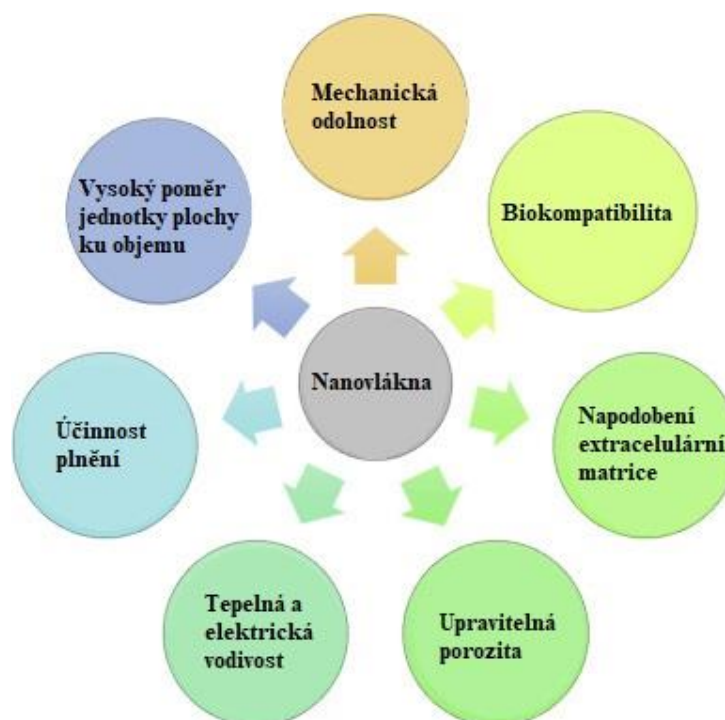 Mechanická
odolnost
Biokompatibilita
Napodobení
extracelulární
matrice
Upravitelná
porozita
Tepelná a
elektrická
vodivost
Účinnost
plnění
Vysoký poměr
jednotky plochy
ku objemu
Nanovlákna